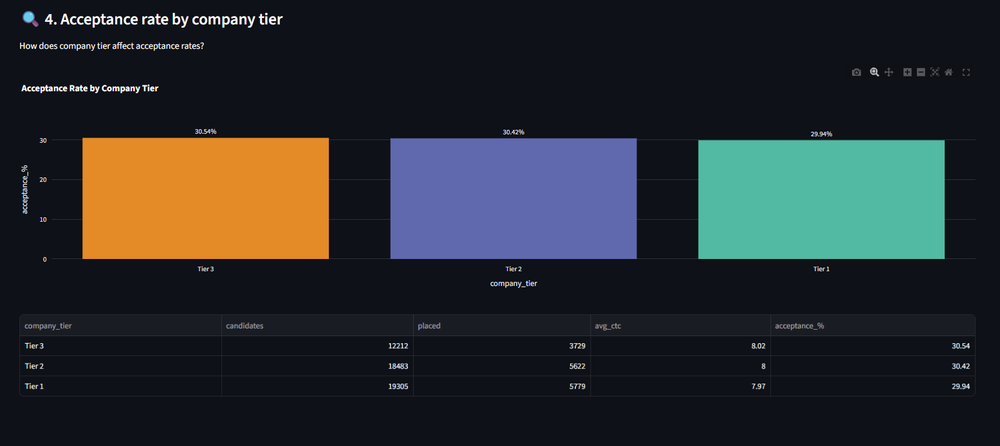 4. Acceptance rate by company tier
How does company tier affect acceptance rates?
Acceptance Rate by Company Tier
30.54%
30.42%
29.94%
30
20
10
0
acceptance_%
Tier 3
Tier 2
Tier 1
company_tier
company_tier candidates placed avg_ctc acceptance_%
Tier 3 12212 3729 8.02 30.54
Tier 2 18483 5622 8 30.42
Tier 1 19305 5779 7.97 29.94